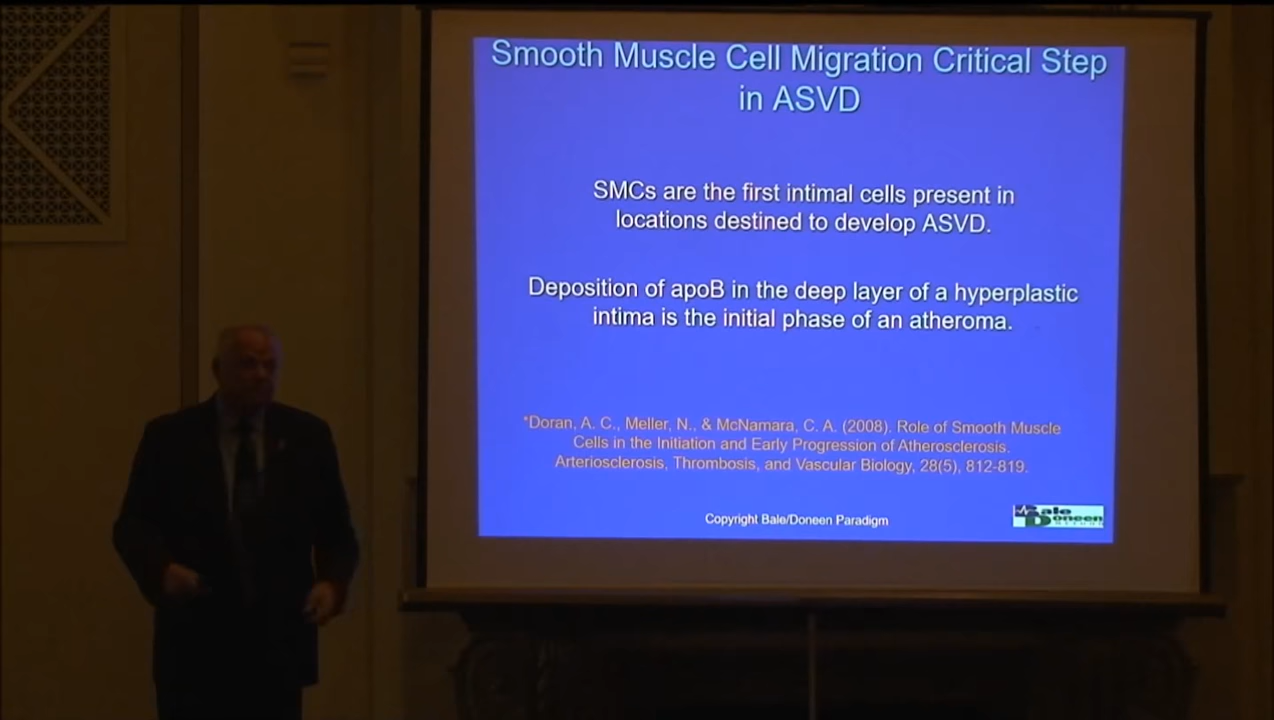 Smooth Muscle Cell Migration Critical Step
in ASVD
SMCs are the first intimal cells present in
locations destined to develop ASVD.
Deposition of apoB in the deep layer of a hyperplastic
intima is the initial phase of an atheroma.
*Doran, A. C., Meller, N., & McNamara, C. A. (2008). Role of Smooth Muscle
Cells in the Initiation and Early Progression of Atherosclerosis.
Arteriosclerosis, Thrombosis, and Vascular Biology, 28(5), 812-819.
Copyright Bale/Doneen Paradigm
Bale
Doneen